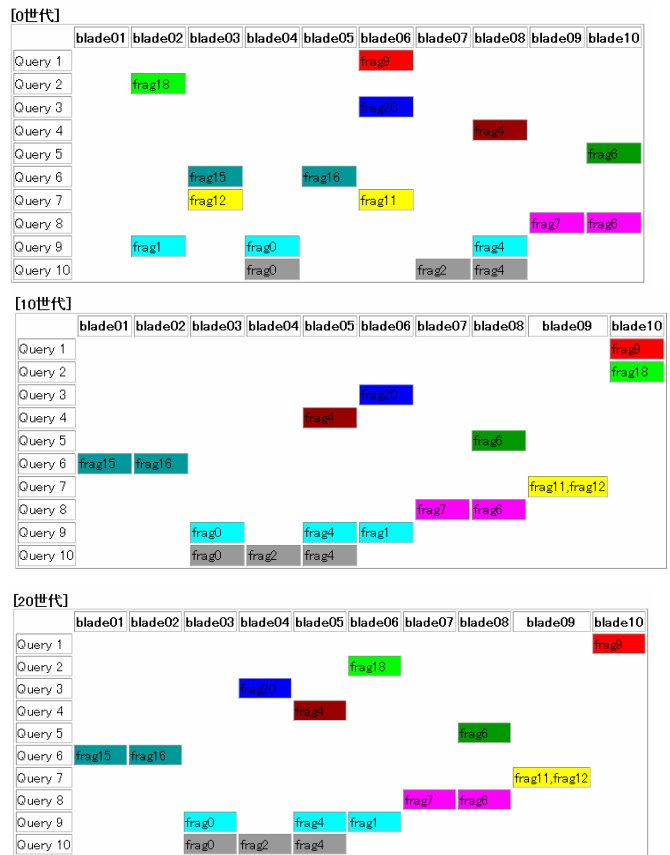 [0世代]
blade01 blade02 blade03 blade04 blade05 blade06 blade07 blade08 blade09 blade10
Query 1 frag9
Query 2 frag18
Query 3 frag20
Query 4 frag4
Query 5 frag6
Query 6 frag15 frag16
Query 7 frag12 frag11
Query 8 frag7 frag6
Query 9 frag1 frag0 frag4
Query 10 frag0 frag2 frag4
[10世代]
blade01 blade02 blade03 blade04 blade05 blade06 blade07 blade08 blade09 blade10
Query 1 frag9
Query 2 frag18
Query 3 frag20
Query 4 frag4
Query 5 frag6
Query 6 frag15 frag16
Query 7 frag11,frag12
Query 8 frag7 frag6
Query 9 frag0 frag4 frag1
Query 10 frag0 frag2 frag4
[20世代]
blade01 blade02 blade03 blade04 blade05 blade06 blade07 blade08 blade09 blade10
Query 1 frag9
Query 2 frag18
Query 3 frag20
Query 4 frag4
Query 5 frag6
Query 6 frag15 frag16
Query 7 frag11,frag12
Query 8 frag7 frag6
Query 9 frag0 frag4 frag1
Query 10 frag0 frag2 frag4